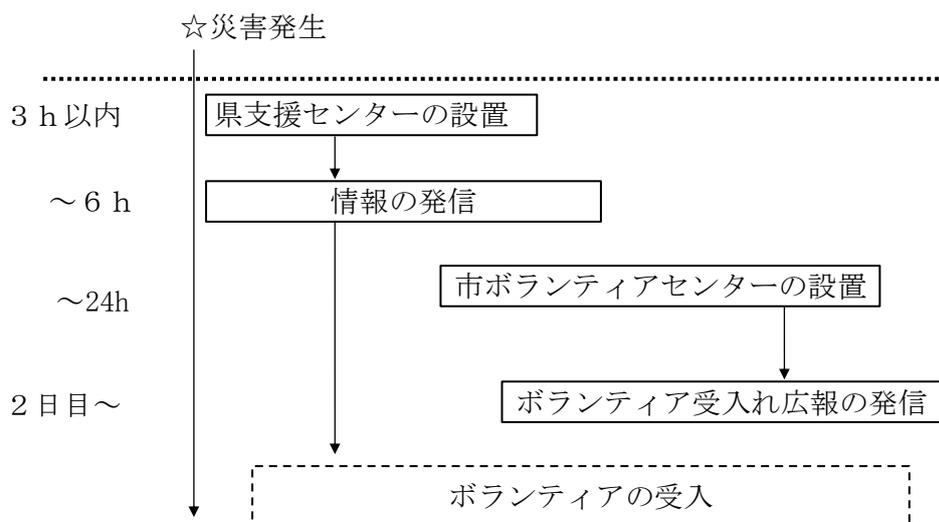 ☆災害発生
3h以内
県支援センターの設置
～6h
情報の発信
～24h
市ボランティアセンターの設置
2日目～
ボランティア受入れ広報の発信
ボランティアの受入